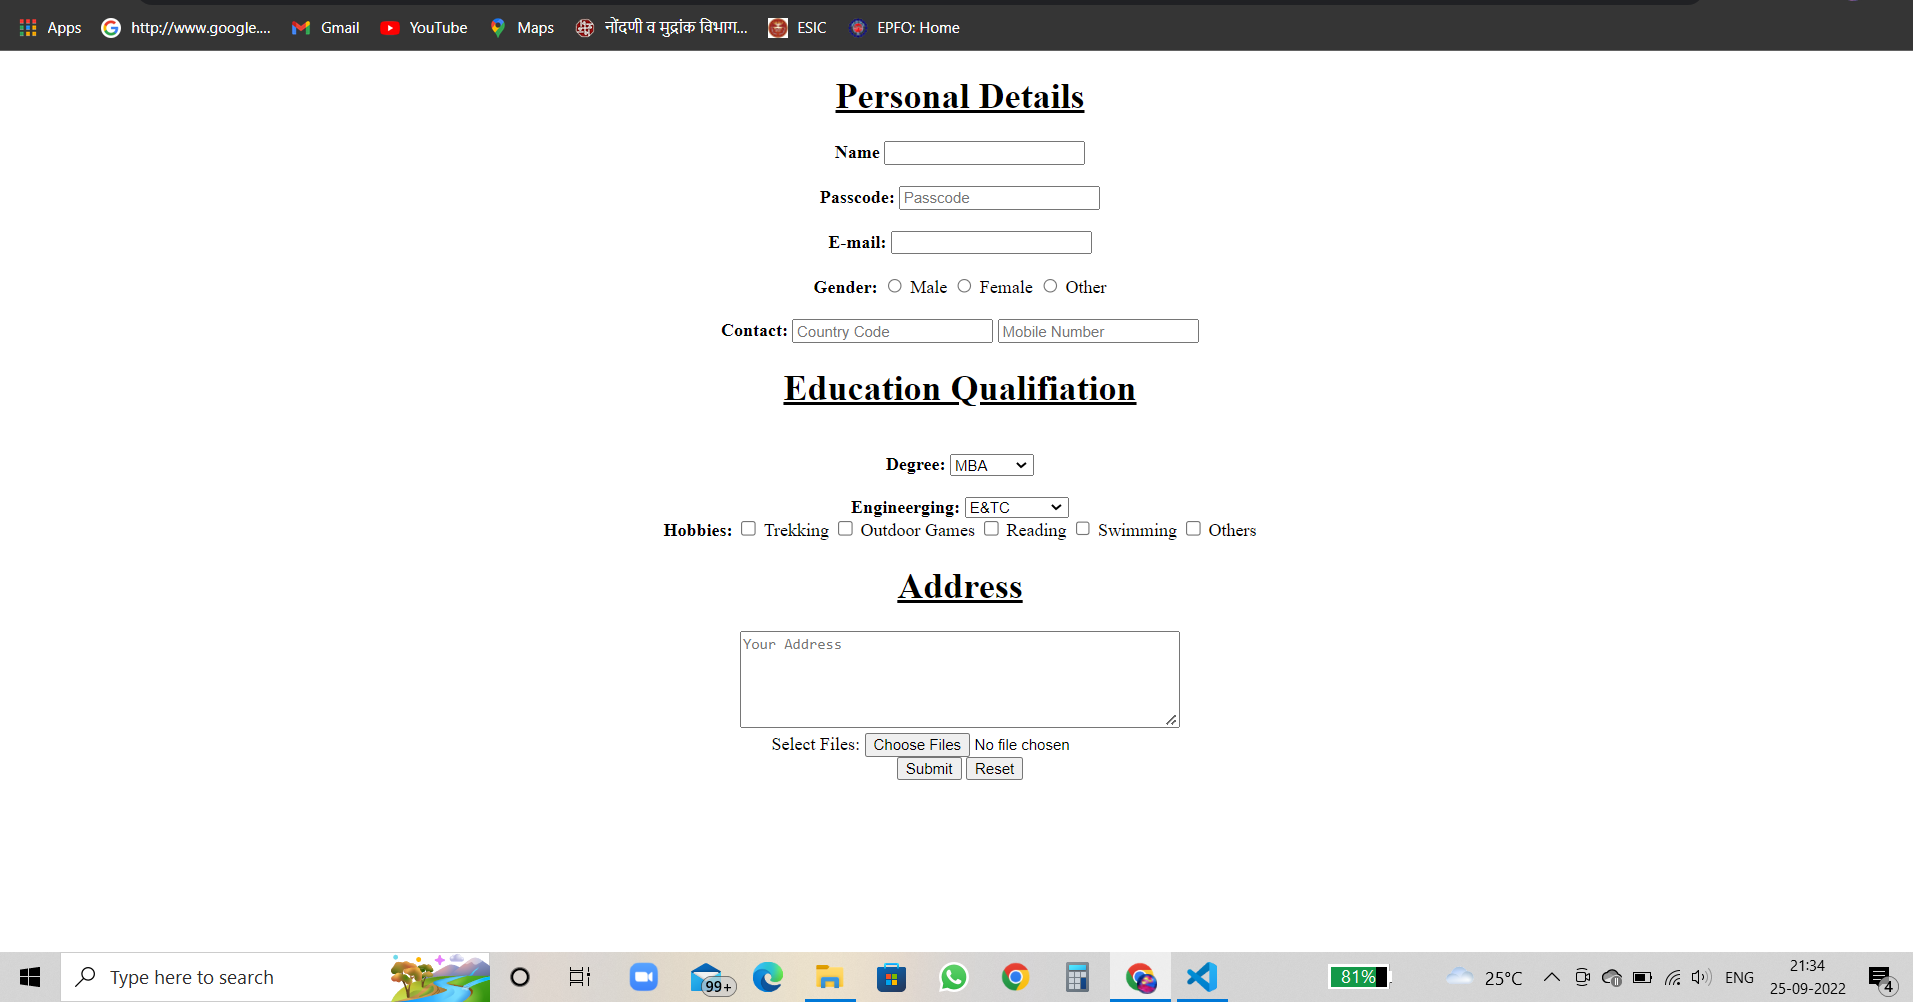 Apps http://www.google.... Gmail YouTube Maps नोंदणी व मुद्रांक विभाग... ESIC EPFO: Home
Personal Details
Name
Passcode: Passcode
E-mail:
Gender: Male Female Other
Contact: Country Code Mobile Number
Education Qualifiation
Degree: MBA
Engineerging: E&TC
Hobbies: Trekking Outdoor Games Reading Swimming Others
Address
Your Address
Select Files: Choose Files No file chosen
Submit Reset
Type here to search 99+ 81% 25°C ENG 21:34
25-09-2022 4